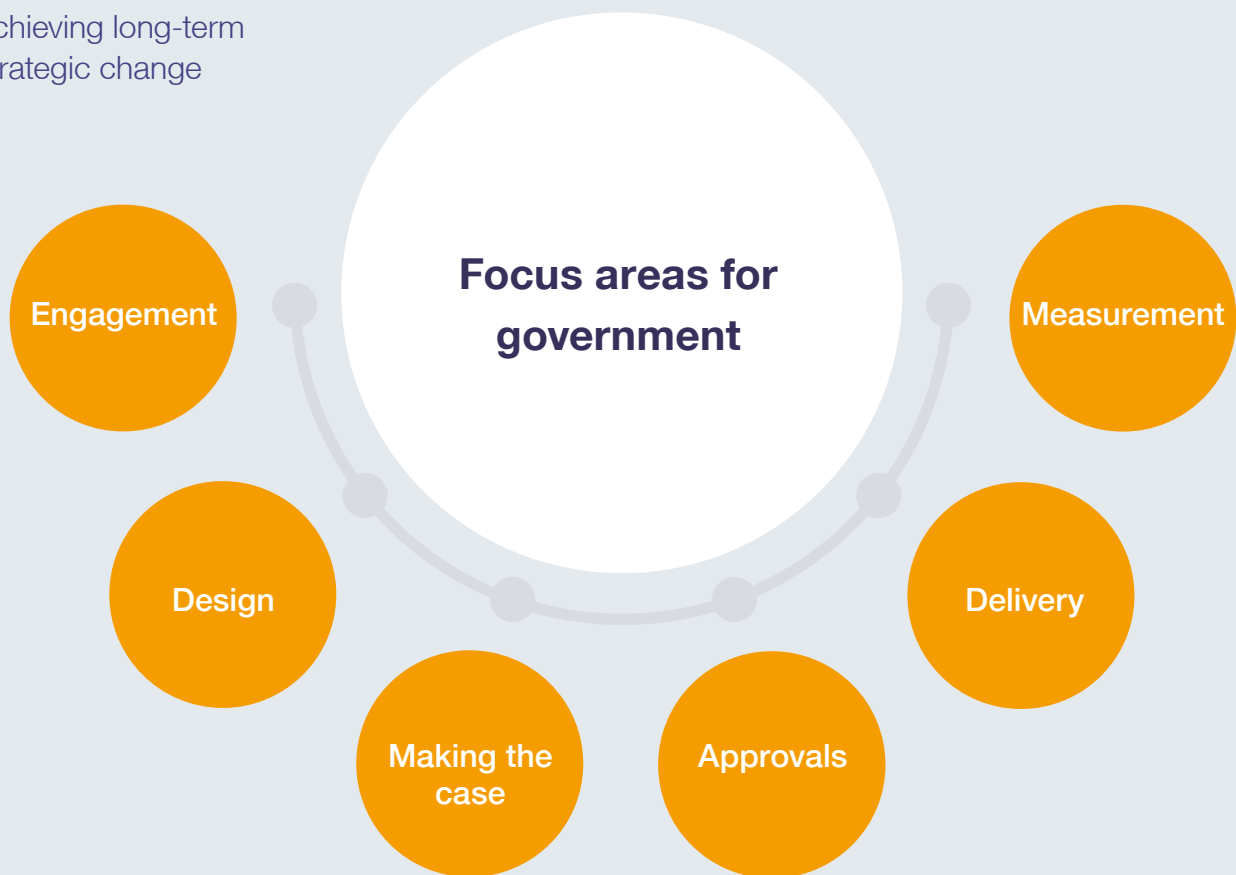 chieving long-term
rategic change
Focus areas for
government
Engagement
Measurement
Design
Delivery
Making the
case
Approvals